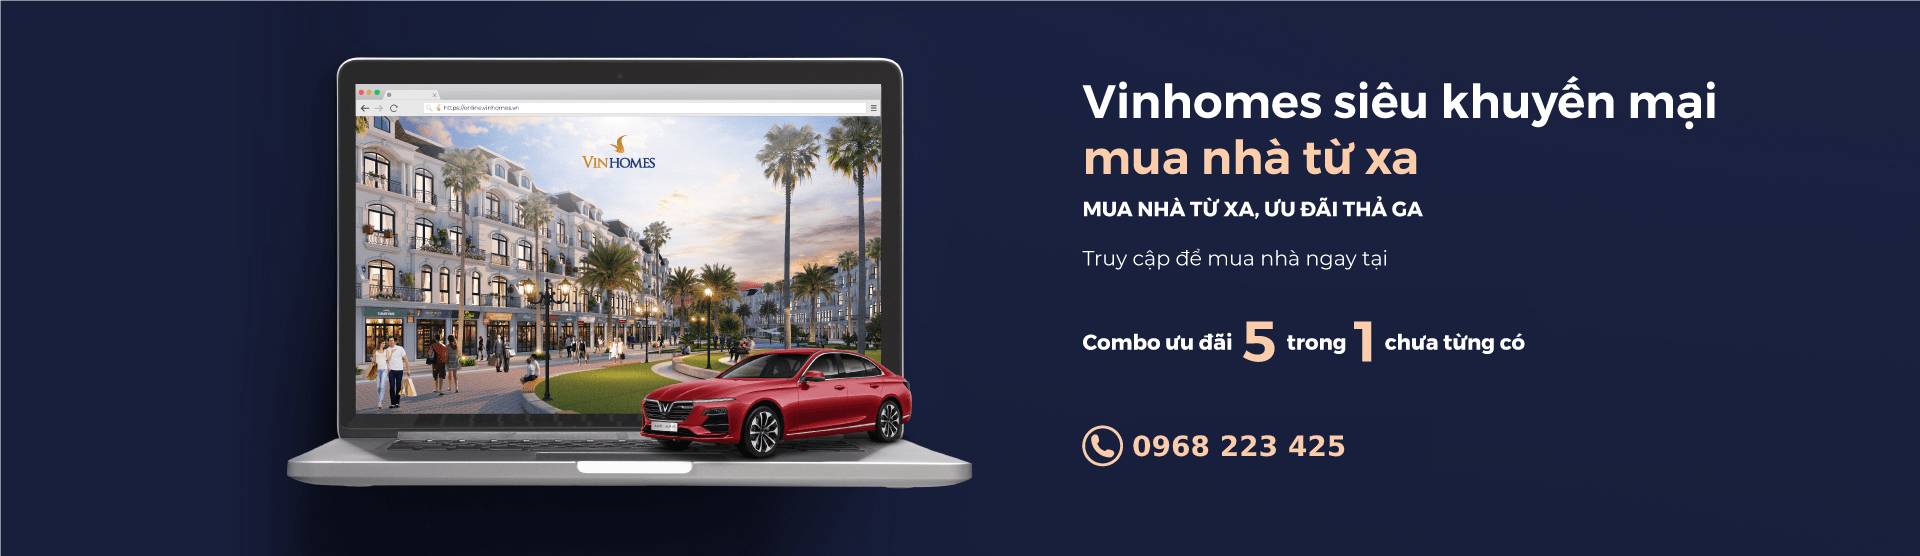 https://online.vinhomes.vn
VINHOMES
Vinhomes siêu khuyến mại
mua nhà từ xa
MUA NHÀ TỪ XA, ƯU ĐÃI THẢ GA
Truy cập để mua nhà ngay tại
Combo ưu đãi 5 trong 1 chưa từng có
0968 223 425